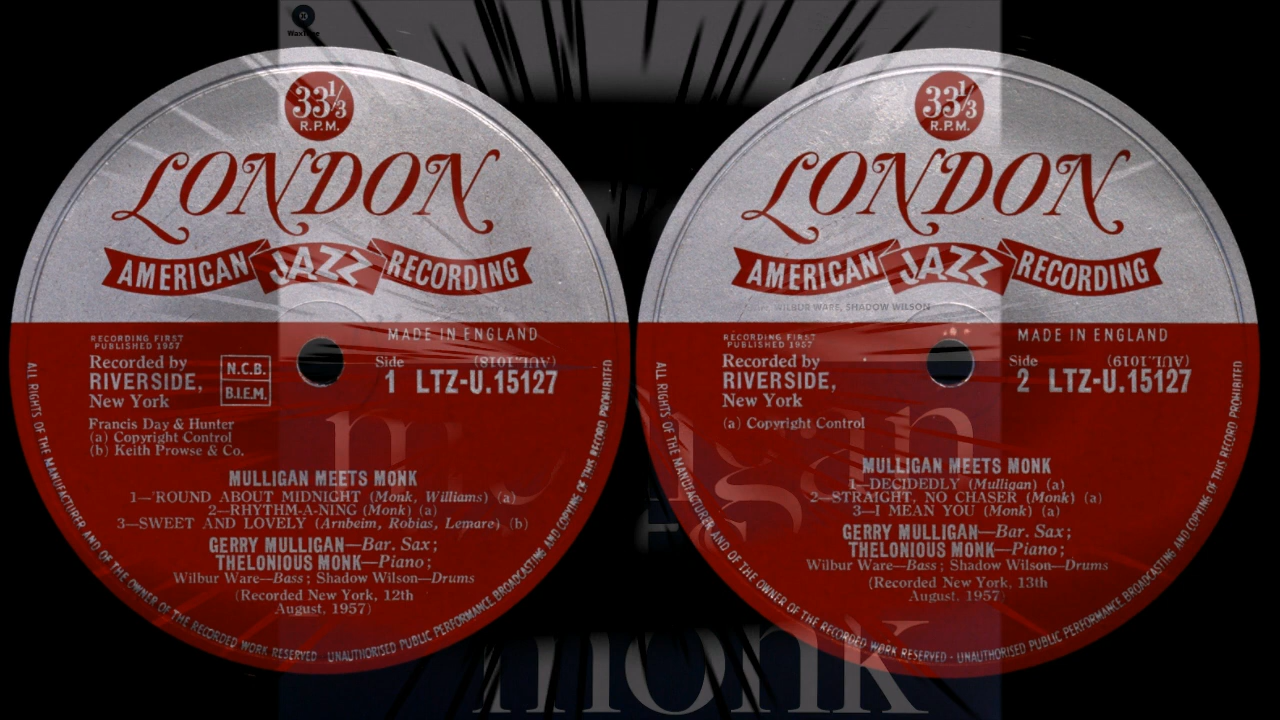 33⅓
R.P.M.
LONDON
AMERICAN JAZZ RECORDING
RECORDING FIRST
PUBLISHED 1957
Recorded by
RIVERSIDE,
New York
N.C.B.
B.I.E.M.
MADE IN ENGLAND
Side
1 LTZ-U.15127
(AUL.1018)
Francis Day & Hunter
(a) Copyright Control
(b) Keith Prowse & Co.
MULLIGAN MEETS MONK
1—'ROUND ABOUT MIDNIGHT (Monk, Williams) (a)
2—RHYTHM-A-NING (Monk) (a)
3—SWEET AND LOVELY (Arnheim, Robias, Lemare) (b)
GERRY MULLIGAN—Bar. Sax;
THELONIOUS MONK—Piano;
Wilbur Ware—Bass; Shadow Wilson—Drums
(Recorded New York, 12th
August, 1957)
ALL RIGHTS OF THE MANUFACTURER AND OF THE OWNER OF THE RECORDED WORK RESERVED · UNAUTHORISED PUBLIC PERFORMANCE, BROADCASTING AND COPYING OF THIS RECORD PROHIBITED
33⅓
R.P.M.
LONDON
AMERICAN JAZZ RECORDING
WILBUR WARE, SHADOW WILSON
RECORDING FIRST
PUBLISHED 1957
Recorded by
RIVERSIDE,
New York
MADE IN ENGLAND
Side
2 LTZ-U.15127
(AUL.1019)
(a) Copyright Control
MULLIGAN MEETS MONK
1—DECIDEDLY (Mulligan) (a)
2—STRAIGHT, NO CHASER (Monk) (a)
3—I MEAN YOU (Monk) (a)
GERRY MULLIGAN—Bar. Sax;
THELONIOUS MONK—Piano;
Wilbur Ware—Bass; Shadow Wilson—Drums
(Recorded New York, 13th
August, 1957)
ALL RIGHTS OF THE MANUFACTURER AND OF THE OWNER OF THE RECORDED WORK RESERVED · UNAUTHORISED PUBLIC PERFORMANCE, BROADCASTING AND COPYING OF THIS RECORD PROHIBITED
mulligan
monk